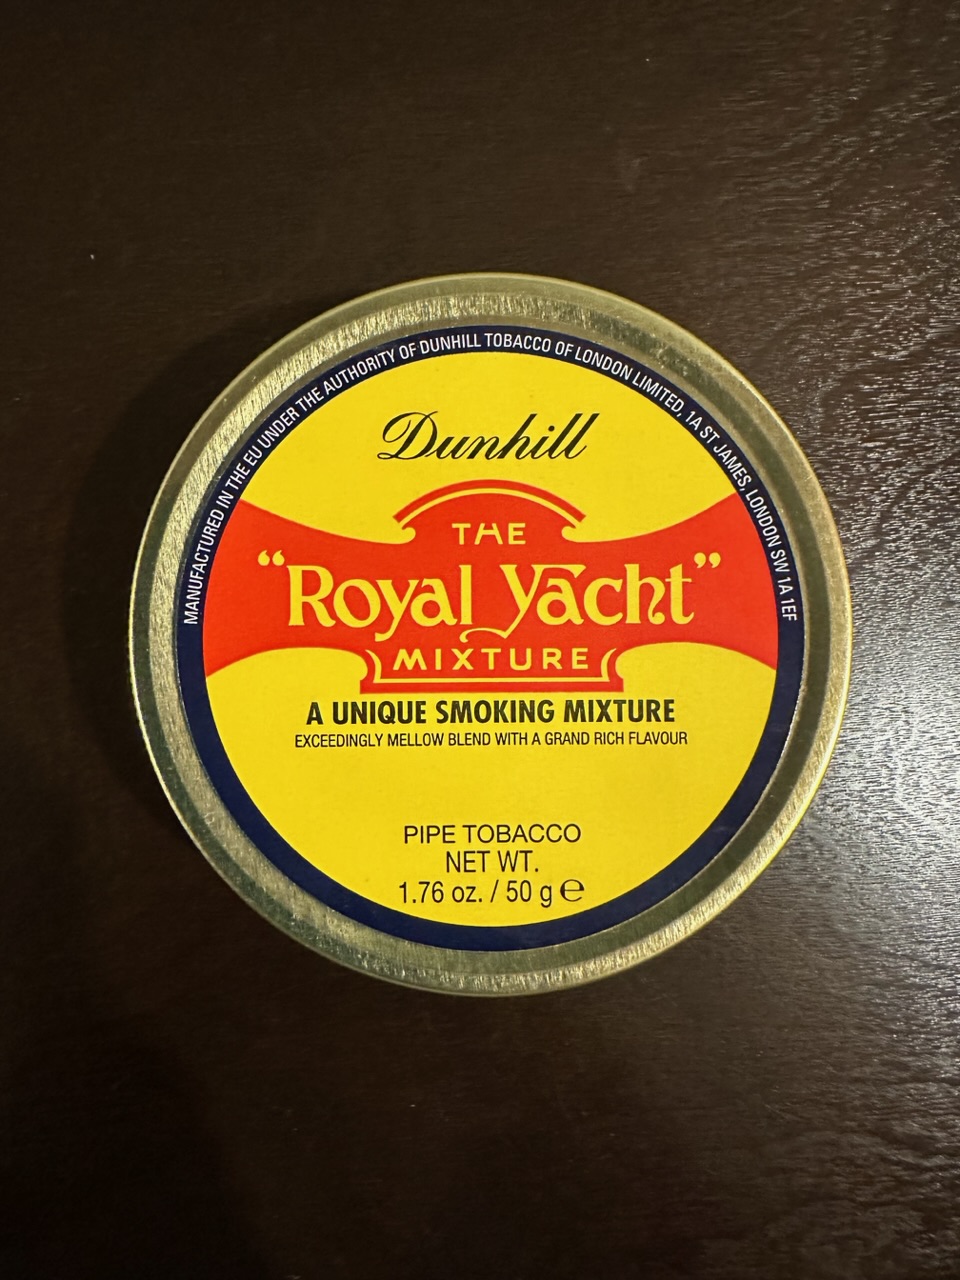 MANUFACTURED IN THE EU UNDER THE AUTHORITY OF DUNHILL TOBACCO OF LONDON LIMITED, 1A ST JAMES, LONDON SW 1A 1EF
Dunhill
THE
“Royal Yacht”
MIXTURE
A UNIQUE SMOKING MIXTURE
EXCEEDINGLY MELLOW BLEND WITH A GRAND RICH FLAVOUR
PIPE TOBACCO
NET WT.
1.76 oz. / 50 g ℮